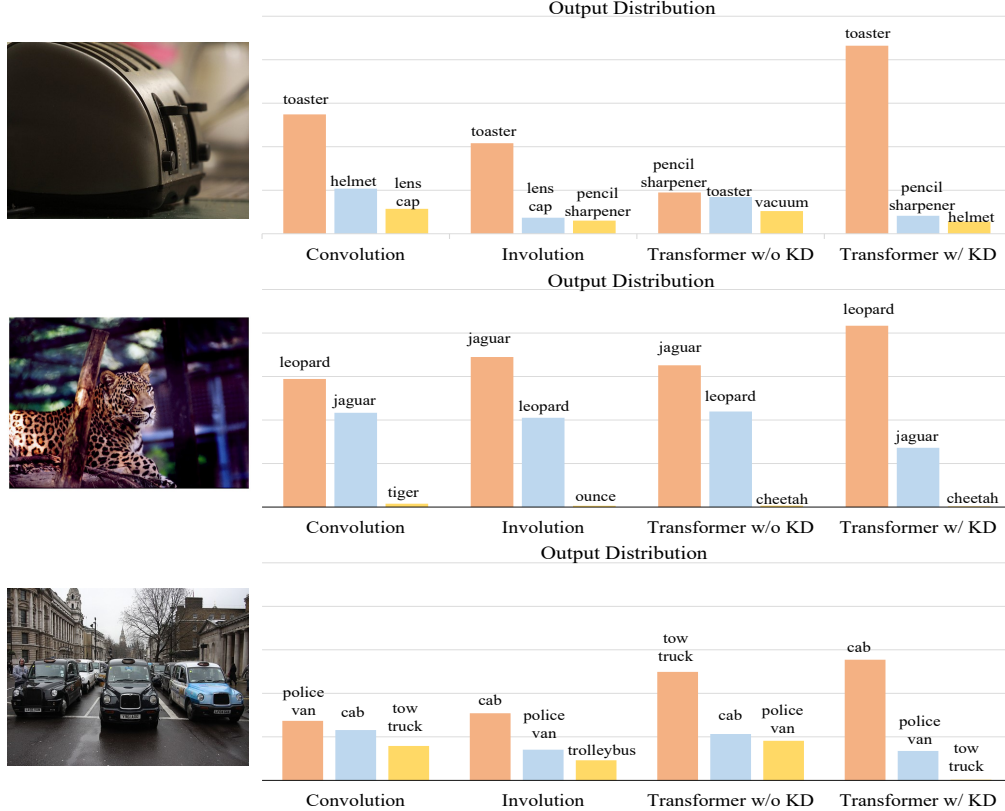 Output Distribution
toaster
helmet
lens
cap
toaster
lens
cap
pencil
sharpener
pencil
sharpener
toaster
vacuum
toaster
pencil
sharpener
helmet
Convolution
Involution
Transformer w/o KD
Transformer w/ KD
Output Distribution
leopard
jaguar
tiger
jaguar
leopard
ounce
jaguar
leopard
cheetah
leopard
jaguar
cheetah
Convolution
Involution
Transformer w/o KD
Transformer w/ KD
Output Distribution
police
van
cab
tow
truck
cab
police
van
trolleybus
tow
truck
cab
police
van
cab
police
van
tow
truck
Convolution
Involution
Transformer w/o KD
Transformer w/ KD